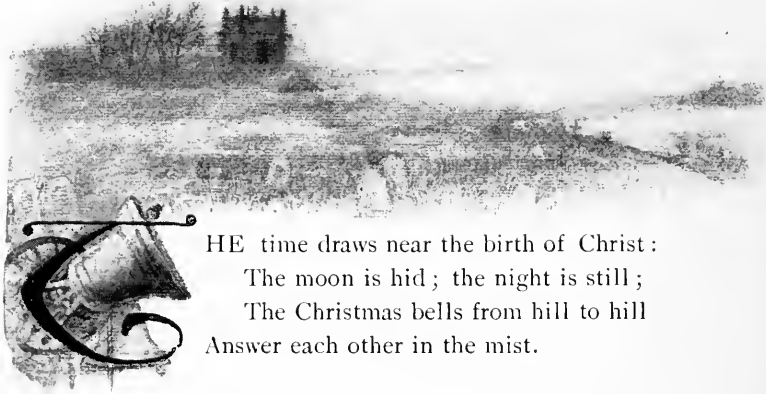 THE time draws near the birth of Christ :
The moon is hid ; the night is still ;
The Christmas bells from hill to hill
Answer each other in the mist.